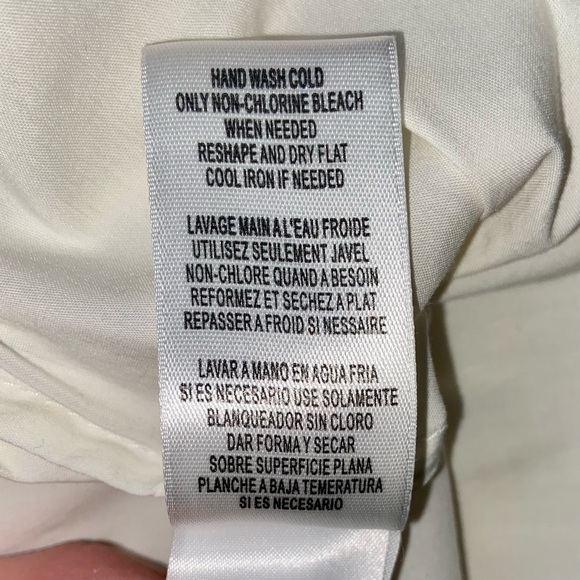 HAND WASH COLD
ONLY NON-CHLORINE BLEACH
WHEN NEEDED
RESHAPE AND DRY FLAT
COOL IRON IF NEEDED
LAVAGE MAIN A L'EAU FROIDE
UTILISEZ SEULEMENT JAVEL
NON-CHLORE QUAND A BESOIN
REFORMEZ ET SECHEZ A PLAT
REPASSER A FROID SI NESSAIRE
LAVAR A MANO EN AGUA FRIA
SI ES NECESARIO USE SOLAMENTE
BLANQUEADOR SIN CLORO
DAR FORMA Y SECAR
SOBRE SUPERFICIE PLANA
PLANCHE A BAJA TEMERATURA
SI ES NECESARIO